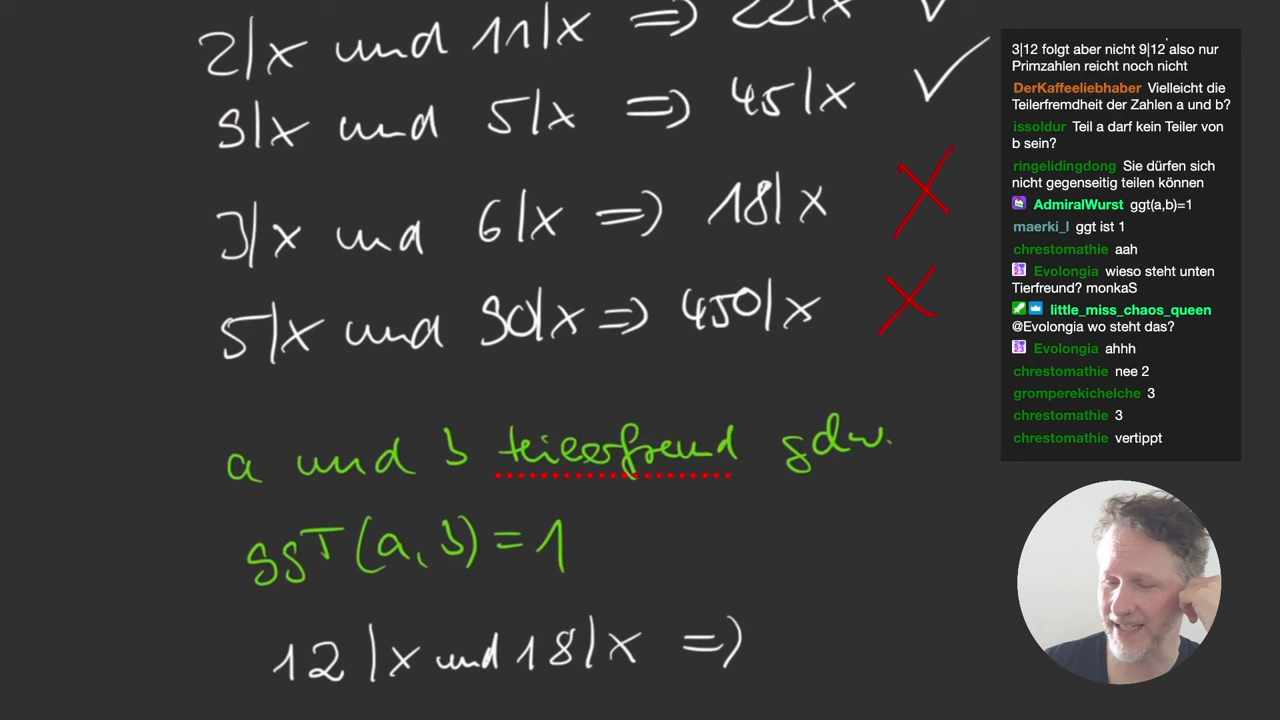 2|x und 11|x => 22|x ✓
9|x und 5|x => 45|x ✓
3|x und 6|x => 18|x ✗
5|x und 90|x => 450|x ✗
a und b teilerfremd gdw.
ggT(a,b)=1
12|x und 18|x =>
3|12 folgt aber nicht 9|12 also nur
Primzahlen reicht noch nicht
DerKaffeeliebhaber Vielleicht die
Teilerfremdheit der Zahlen a und b?
issoldur Teil a darf kein Teiler von
b sein?
ringelidingdong Sie dürfen sich
nicht gegenseitig teilen können
AdmiralWurst ggt(a,b)=1
maerki_l ggt ist 1
chrestomathie aah
Evolongia wieso steht unten
Tierfreund? monkaS
little_miss_chaos_queen
@Evolongia wo steht das?
Evolongia ahhh
chrestomathie nee 2
gromperekichelche 3
chrestomathie 3
chrestomathie vertippt